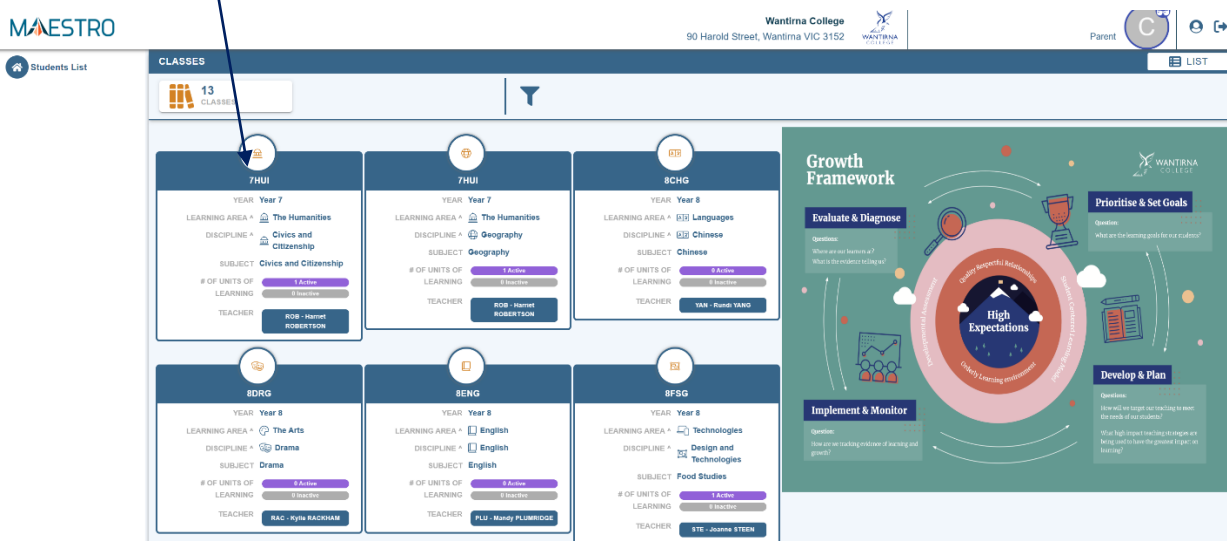 MAESTRO
Wantirna College
90 Harold Street, Wantirna VIC 3152
WANTIRNA
COLLEGE
Parent
C
Students List
CLASSES
LIST
13
CLASSES
7HUI
YEAR Year 7
LEARNING AREA ^ The Humanities
DISCIPLINE ^ Civics and
Citizenship
SUBJECT Civics and Citizenship
# OF UNITS OF 1 Active
LEARNING 0 Inactive
TEACHER ROB - Harriet
ROBERTSON
7HUI
YEAR Year 7
LEARNING AREA ^ The Humanities
DISCIPLINE ^ Geography
SUBJECT Geography
# OF UNITS OF 1 Active
LEARNING 0 Inactive
TEACHER ROB - Harriet
ROBERTSON
8CHG
YEAR Year 8
LEARNING AREA ^ Languages
DISCIPLINE ^ Chinese
SUBJECT Chinese
# OF UNITS OF 0 Active
LEARNING 0 Inactive
TEACHER YAN - Rundi YANG
8DRG
YEAR Year 8
LEARNING AREA ^ The Arts
DISCIPLINE ^ Drama
SUBJECT Drama
# OF UNITS OF 0 Active
LEARNING 0 Inactive
TEACHER RAC - Kylie RACKHAM
8ENG
YEAR Year 8
LEARNING AREA ^ English
DISCIPLINE ^ English
SUBJECT English
# OF UNITS OF 0 Active
LEARNING 0 Inactive
TEACHER PLU - Mandy PLUMRIDGE
8FSG
YEAR Year 8
LEARNING AREA ^ Technologies
DISCIPLINE ^ Design and
Technologies
SUBJECT Food Studies
# OF UNITS OF 1 Active
LEARNING 0 Inactive
TEACHER STE - Joanne STEEN
Growth
Framework
WANTIRNA
COLLEGE
Evaluate & Diagnose
Questions:
Where are our learners at?
What is the evidence telling us?
Prioritise & Set Goals
Question:
What are the learning goals for our students?
Quality Respectful Relationships
Student Centered Learning Model
Orderly Learning environment
Developmental Assessment
High
Expectations
Implement & Monitor
Question:
How are we tracking evidence of learning and
growth?
Develop & Plan
Questions:
How will we target our teaching to meet
the needs of our students?
What high impact teaching strategies are
being used to have the greatest impact on
learning?